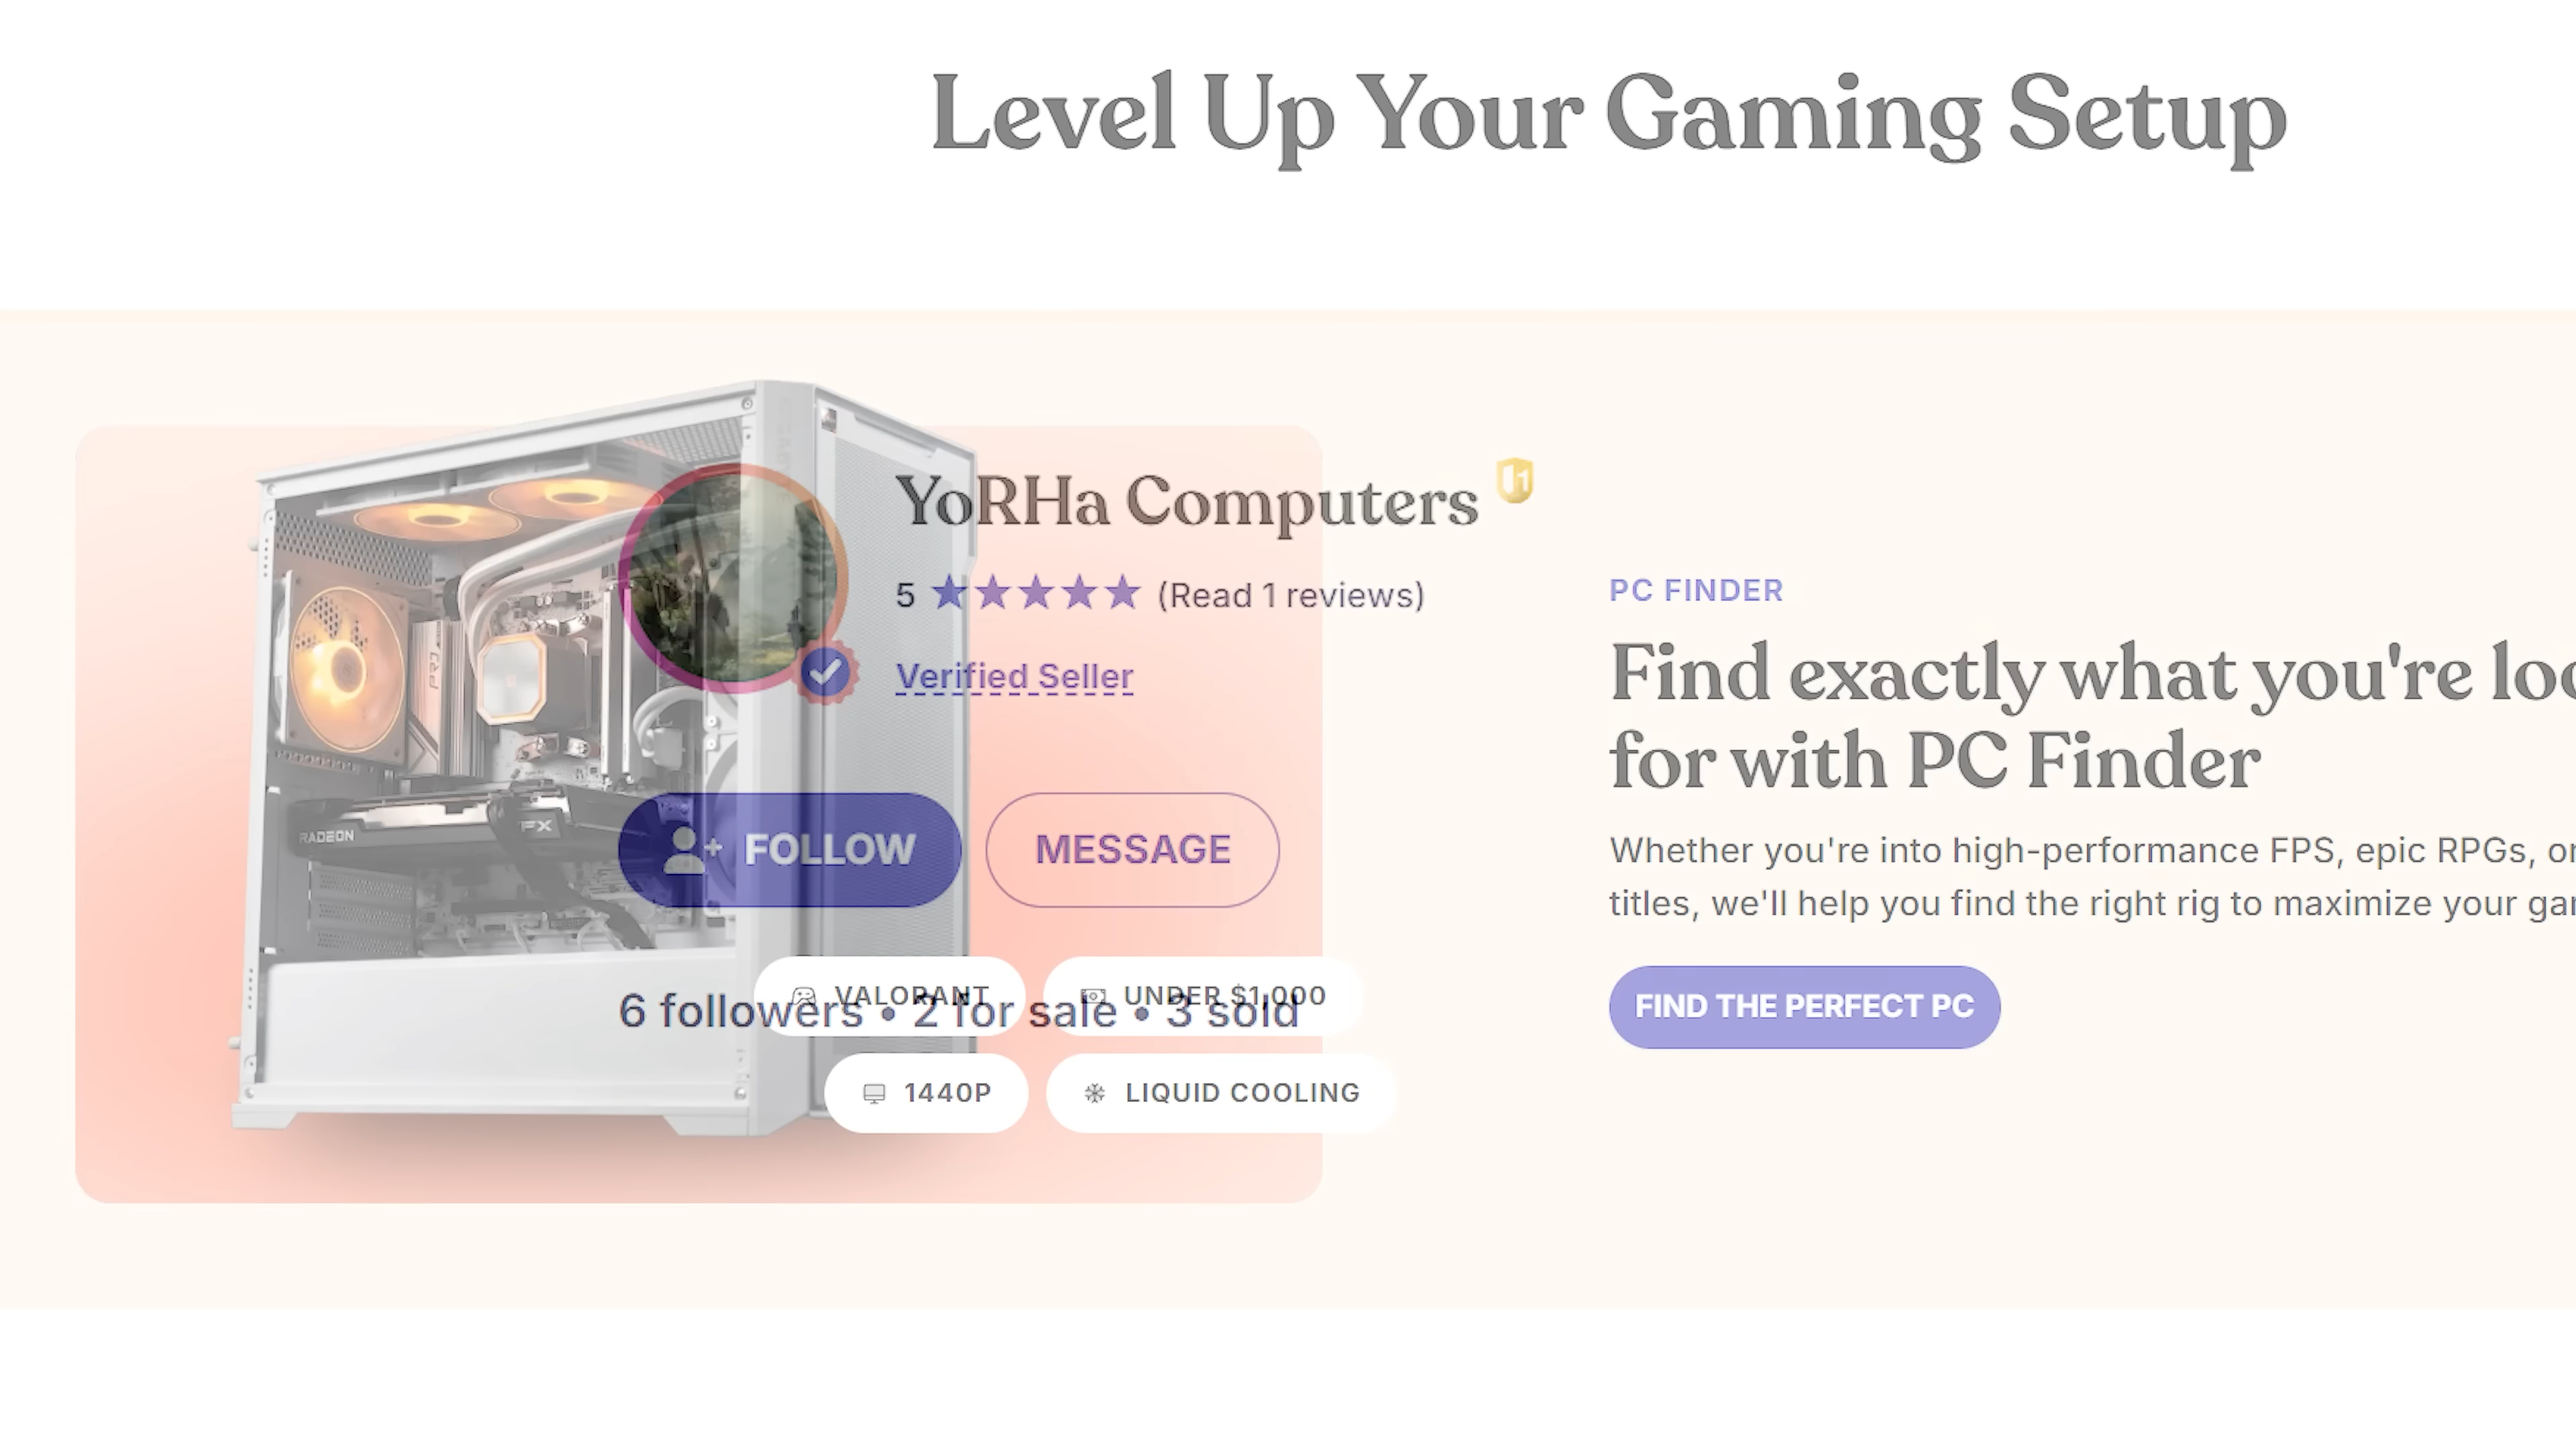 Level Up Your Gaming Setup
YoRHa Computers
5 (Read 1 reviews)
Verified Seller
FOLLOW
MESSAGE
6 followers • 2 for sale • 3 sold
VALORANT
UNDER $1,000
1440P
LIQUID COOLING
RADEON
PC FINDER
Find exactly what you're loo
for with PC Finder
Whether you're into high-performance FPS, epic RPGs, or
titles, we'll help you find the right rig to maximize your gam
FIND THE PERFECT PC